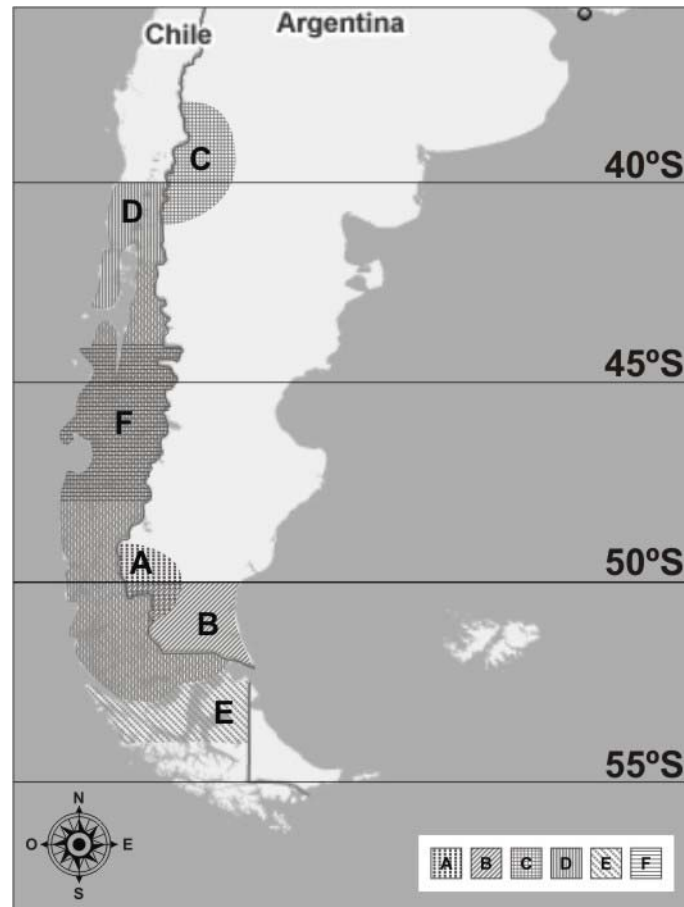 Chile
Argentina
C
40ºS
D
45ºS
F
A
50ºS
B
E
55ºS
N
O E
S
A B C D E F